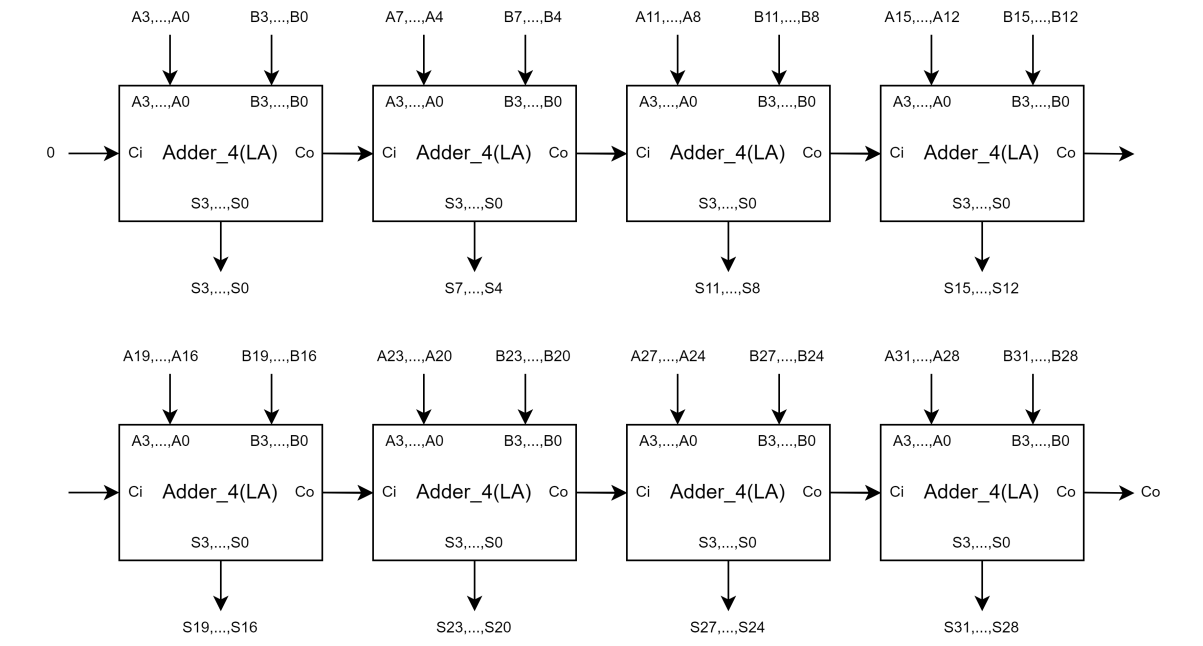 A3,...,A0 B3,...,B0 A7,...,A4 B7,...,B4 A11,...,A8 B11,...,B8 A15,...,A12 B15,...,B12
A3,...,A0 B3,...,B0 A3,...,A0 B3,...,B0 A3,...,A0 B3,...,B0 A3,...,A0 B3,...,B0
0 Ci Adder_4(LA) Co Ci Adder_4(LA) Co Ci Adder_4(LA) Co Ci Adder_4(LA) Co
S3,...,S0 S3,...,S0 S3,...,S0 S3,...,S0
S3,...,S0 S7,...,S4 S11,...,S8 S15,...,S12
A19,...,A16 B19,...,B16 A23,...,A20 B23,...,B20 A27,...,A24 B27,...,B24 A31,...,A28 B31,...,B28
A3,...,A0 B3,...,B0 A3,...,A0 B3,...,B0 A3,...,A0 B3,...,B0 A3,...,A0 B3,...,B0
Ci Adder_4(LA) Co Ci Adder_4(LA) Co Ci Adder_4(LA) Co Ci Adder_4(LA) Co Co
S3,...,S0 S3,...,S0 S3,...,S0 S3,...,S0
S19,...,S16 S23,...,S20 S27,...,S24 S31,...,S28